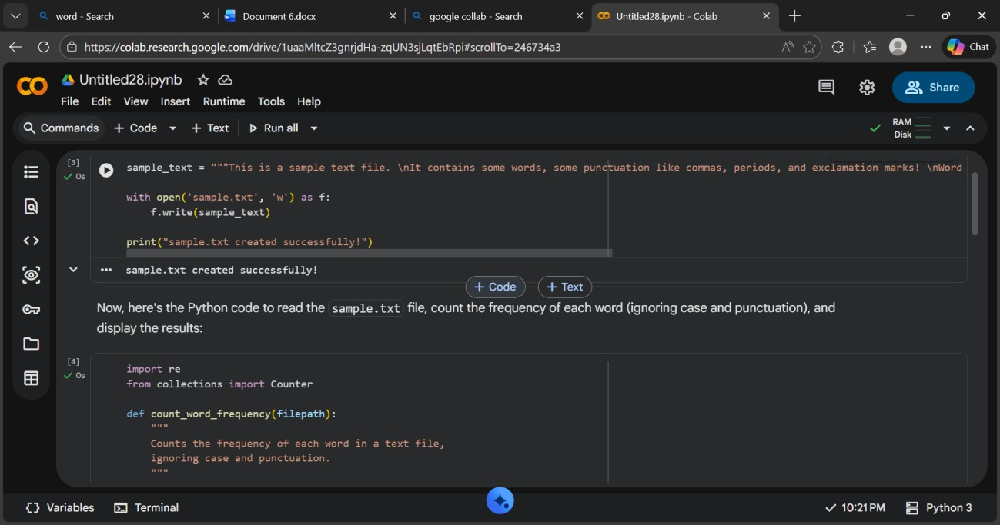 word - Search
Document 6.docx
google collab - Search
Untitled28.ipynb - Colab
https://colab.research.google.com/drive/1uaaMltcZ3gnrjdHa-zqUN3sjLqtEbRpi#scrollTo=246734a3
Chat
Untitled28.ipynb
File Edit View Insert Runtime Tools Help
Share
Commands + Code + Text Run all
RAM
Disk
[3]
0s
sample_text = """This is a sample text file. \nIt contains some words, some punctuation like commas, periods, and exclamation marks! \nWord
with open('sample.txt', 'w') as f:
    f.write(sample_text)
print("sample.txt created successfully!")
sample.txt created successfully!
+ Code + Text
Now, here's the Python code to read the sample.txt file, count the frequency of each word (ignoring case and punctuation), and
display the results:
[4]
0s
import re
from collections import Counter
def count_word_frequency(filepath):
    """
    Counts the frequency of each word in a text file,
    ignoring case and punctuation.
    """
{} Variables
Terminal
10:21 PM
Python 3